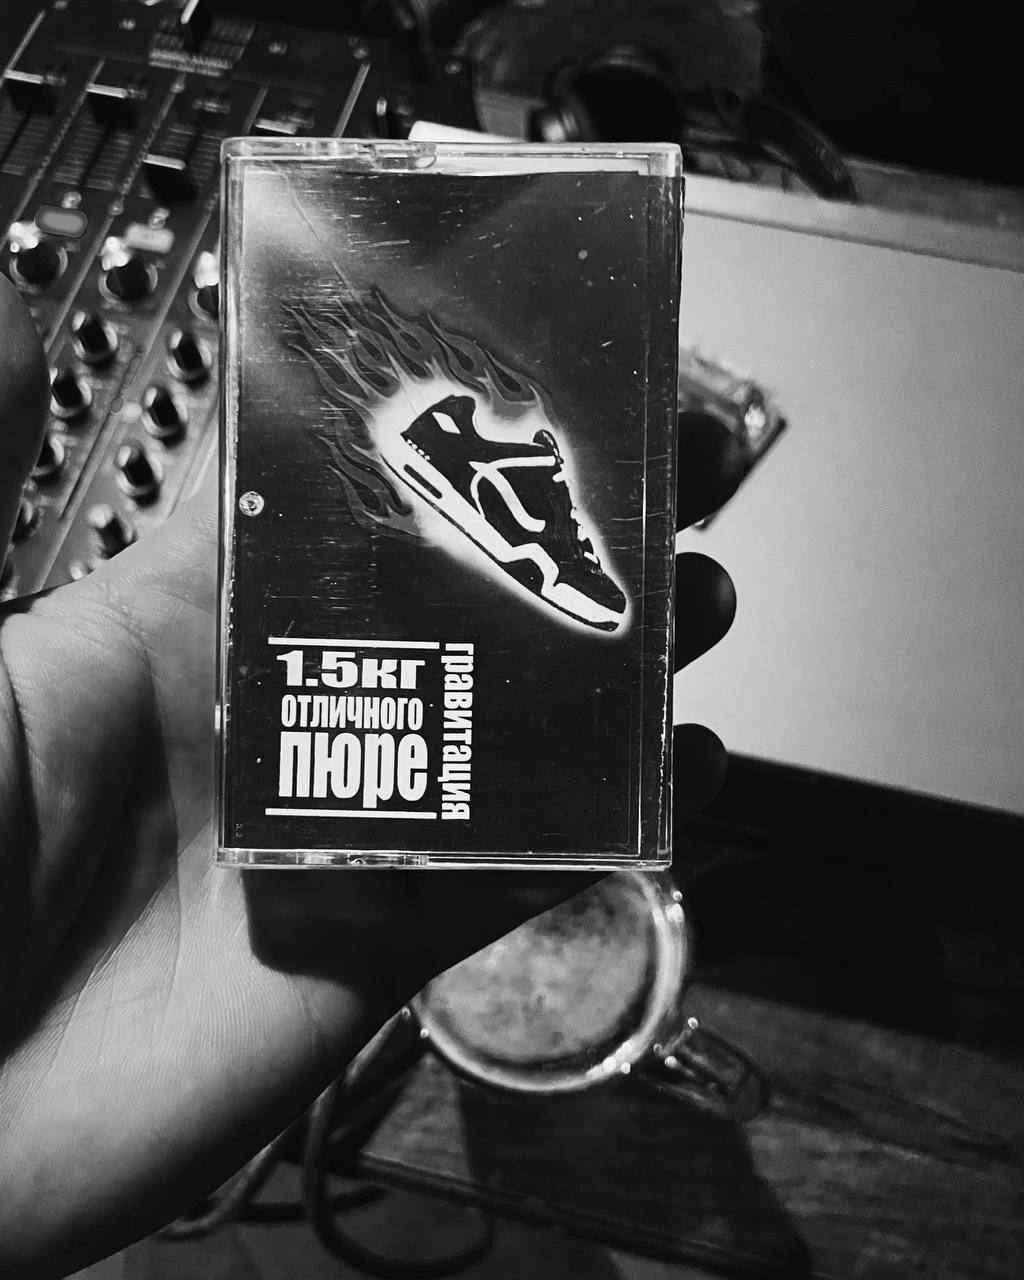 1.5кг
отличного
пюре
гравитация